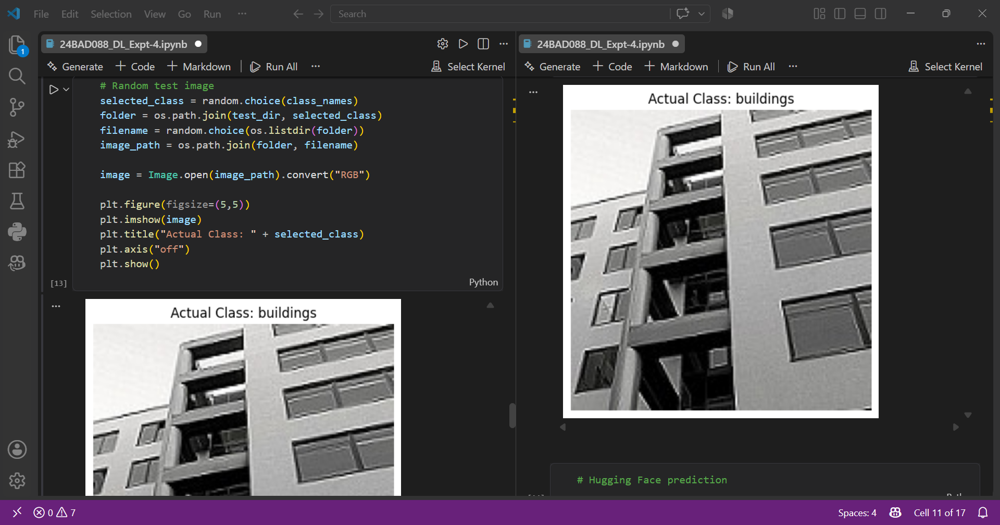 File Edit Selection View Go Run ··· Search
24BAD088_DL_Expt-4.ipynb
Generate + Code + Markdown Run All ··· Select Kernel
# Random test image
selected_class = random.choice(class_names)
folder = os.path.join(test_dir, selected_class)
filename = random.choice(os.listdir(folder))
image_path = os.path.join(folder, filename)
image = Image.open(image_path).convert("RGB")
plt.figure(figsize=(5,5))
plt.imshow(image)
plt.title("Actual Class: " + selected_class)
plt.axis("off")
plt.show()
[13]
Python
Actual Class: buildings
24BAD088_DL_Expt-4.ipynb
Generate + Code + Markdown Run All ··· Select Kernel
Actual Class: buildings
# Hugging Face prediction
1
0 7
Spaces: 4 Cell 11 of 17